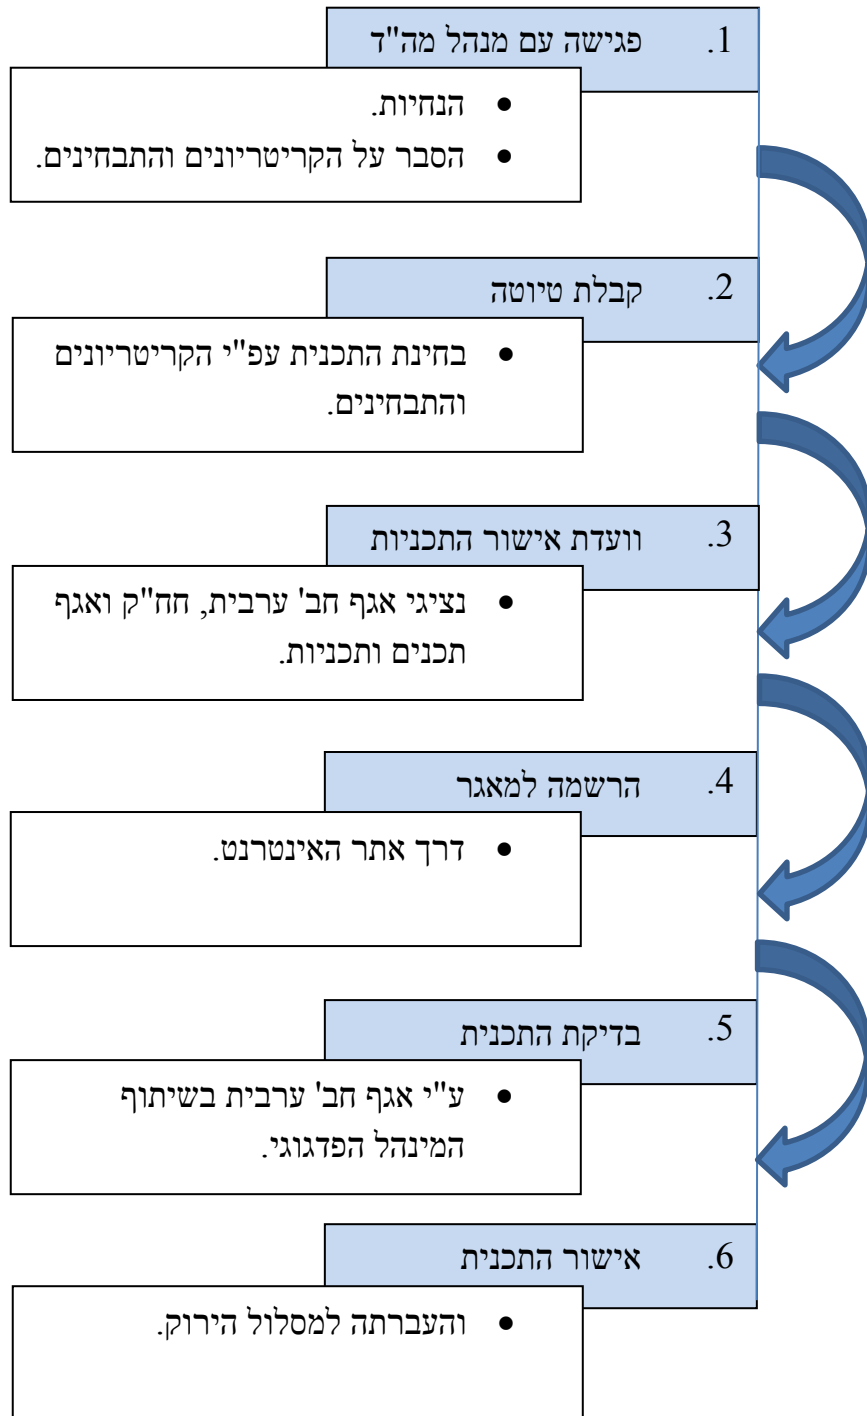 1. פגישה עם מנהל מה"ד
• הנחיות.
• הסבר על הקריטריונים והתבחינים.
2. קבלת טיוטה
• בחינת התכנית עפ"י הקריטריונים
והתבחינים.
3. וועדת אישור התכניות
• נציגי אגף חב' ערבית, חח"ק ואגף
תכנים ותכניות.
4. הרשמה למאגר
• דרך אתר האינטרנט.
5. בדיקת התכנית
• ע"י אגף חב' ערבית בשיתוף
המינהל הפדגוגי.
6. אישור התכנית
• והעברתה למסלול הירוק.